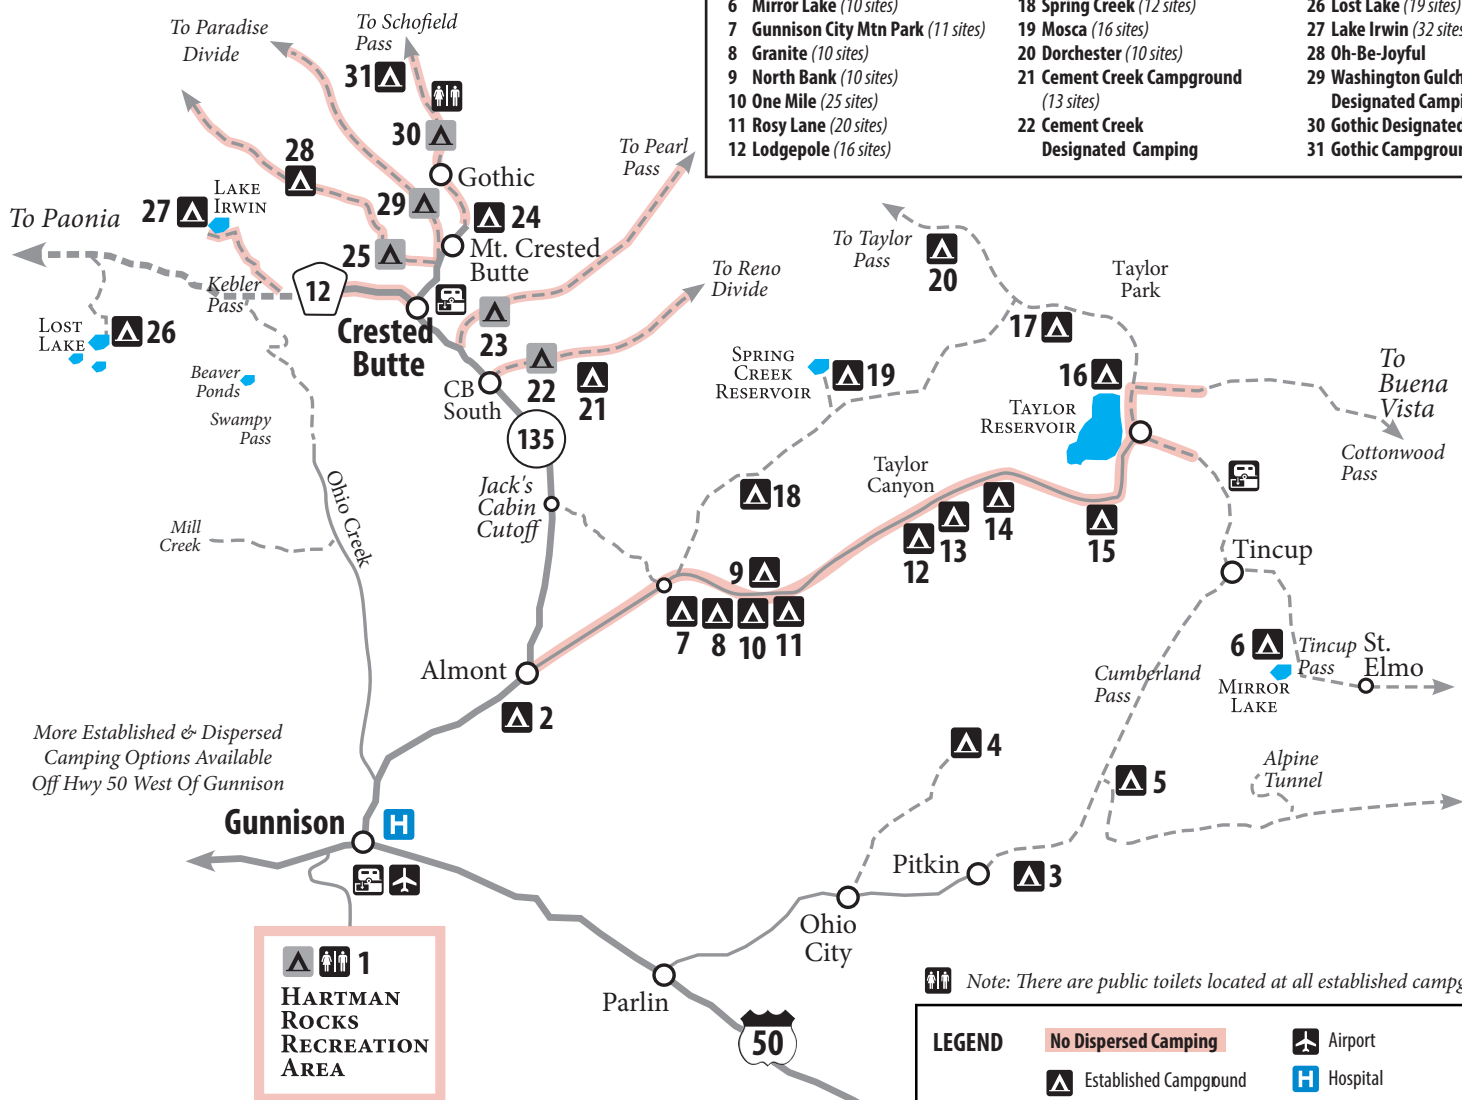 6 Mirror Lake (10 sites)
7 Gunnison City Mtn Park (11 sites)
8 Granite (10 sites)
9 North Bank (10 sites)
10 One Mile (25 sites)
11 Rosy Lane (20 sites)
12 Lodgepole (16 sites)
18 Spring Creek (12 sites)
19 Mosca (16 sites)
20 Dorchester (10 sites)
21 Cement Creek Campground
(13 sites)
22 Cement Creek
Designated Camping
26 Lost Lake (19 sites)
27 Lake Irwin (32 sites
28 Oh-Be-Joyful
29 Washington Gulch
Designated Campi
30 Gothic Designated
31 Gothic Campgroun
To Paradise
Divide
To Schofield
Pass
31
30
28
Gothic
To Pearl
Pass
LAKE
IRWIN
27
29
24
To Paonia
25
Mt. Crested
Butte
To Taylor
Pass
20
Taylor
Park
To Reno
Divide
Kebler
Pass
12
Crested
Butte
23
17
LOST
LAKE
26
22
21
SPRING
CREEK
RESERVOIR
19
16
To
Buena
Vista
Beaver
Ponds
CB
South
TAYLOR
RESERVOIR
Swampy
Pass
135
Cottonwood
Pass
Ohio Creek
Jack's
Cabin
Cutoff
18
Taylor
Canyon
14
13
12
15
Mill
Creek
9
Tincup
7
8
10
11
6
Tincup
Pass
St.
Elmo
Almont
Cumberland
Pass
MIRROR
LAKE
2
More Established & Dispersed
Camping Options Available
Off Hwy 50 West Of Gunnison
4
5
Alpine
Tunnel
Gunnison
H
Pitkin
3
Ohio
City
1
HARTMAN
ROCKS
RECREATION
AREA
Parlin
50
Note: There are public toilets located at all established campg
LEGEND
No Dispersed Camping
Airport
Established Campground
H Hospital